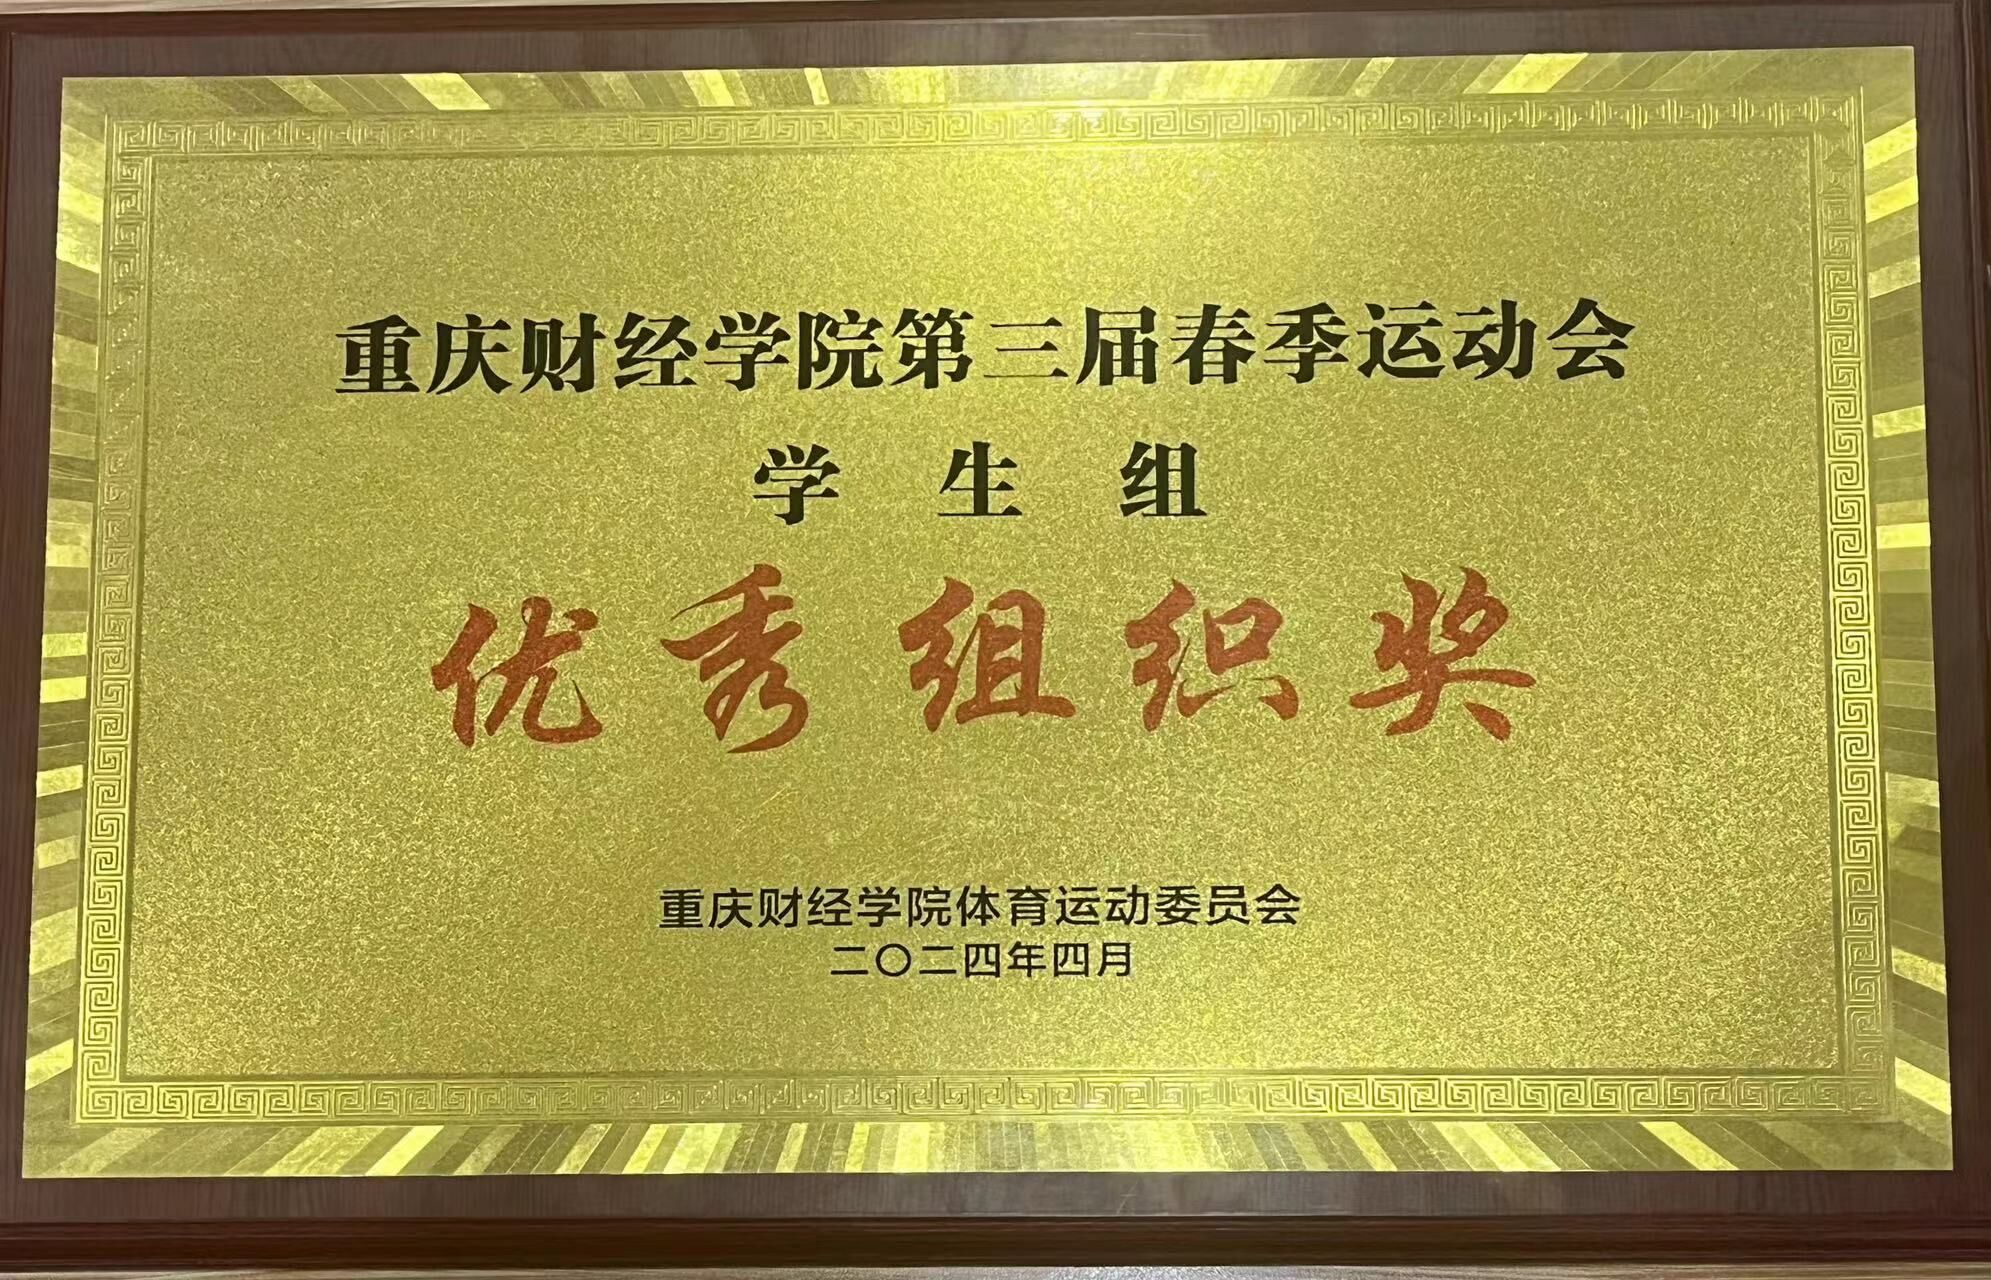 重庆财经学院第三届春季运动会
学生组
优秀组织奖
重庆财经学院体育运动委员会
二〇二四年四月